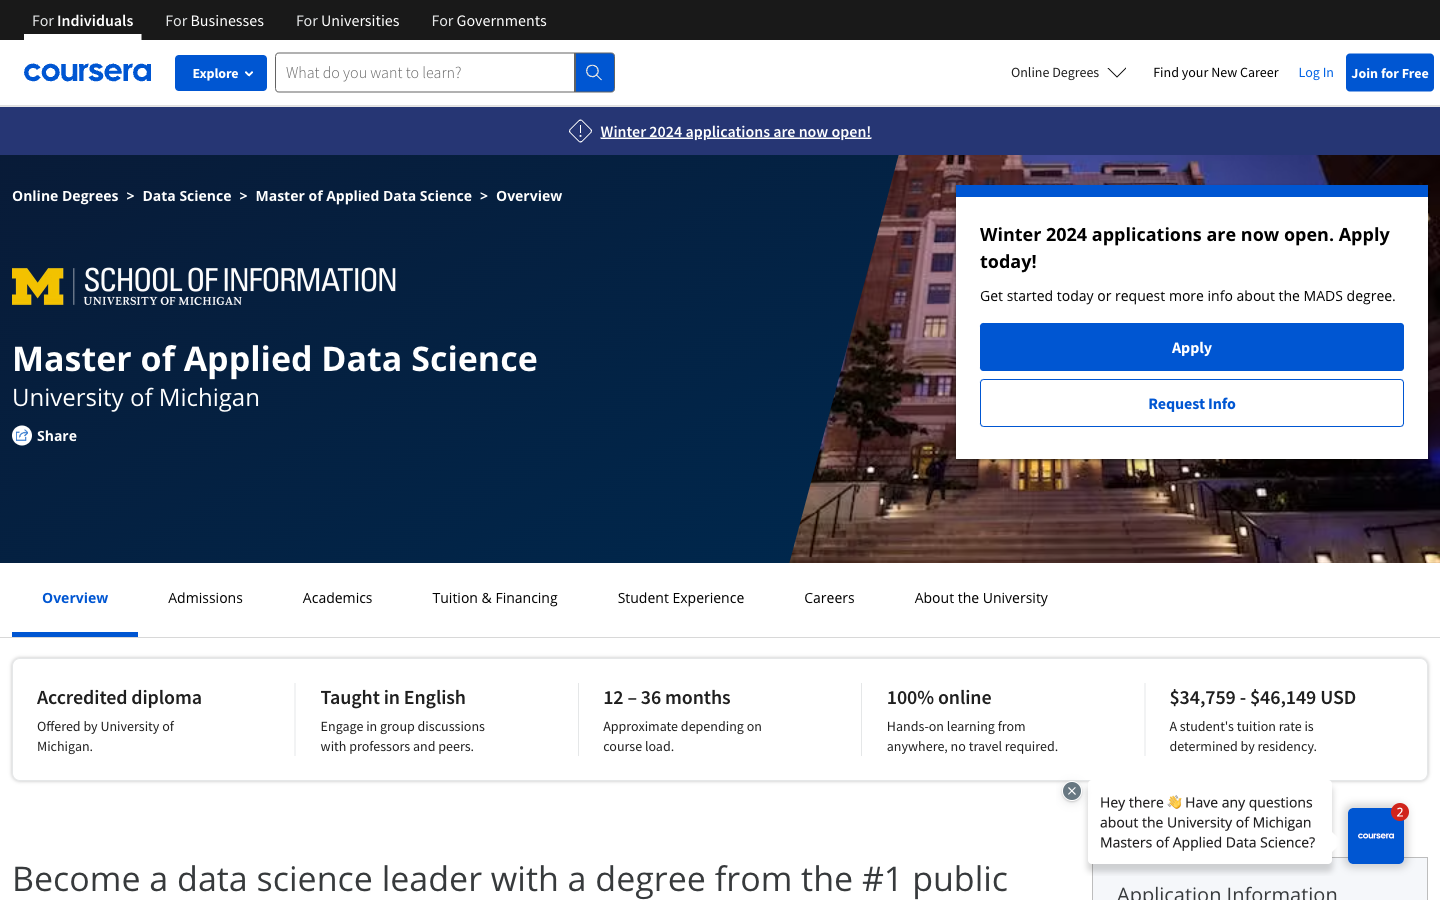 For Individuals
For Businesses
For Universities
For Governments
coursera
Explore
What do you want to learn?
Online Degrees
Find your New Career
Log In
Join for Free
Winter 2024 applications are now open!
Online Degrees > Data Science > Master of Applied Data Science > Overview
M SCHOOL OF INFORMATION
UNIVERSITY OF MICHIGAN
Master of Applied Data Science
University of Michigan
Share
Winter 2024 applications are now open. Apply
today!
Get started today or request more info about the MADS degree.
Apply
Request Info
Overview
Admissions
Academics
Tuition & Financing
Student Experience
Careers
About the University
Accredited diploma
Offered by University of
Michigan.
Taught in English
Engage in group discussions
with professors and peers.
12 – 36 months
Approximate depending on
course load.
100% online
Hands-on learning from
anywhere, no travel required.
$34,759 - $46,149 USD
A student's tuition rate is
determined by residency.
Hey there 👋 Have any questions
about the University of Michigan
Masters of Applied Data Science?
coursera
2
Become a data science leader with a degree from the #1 public
Application Information